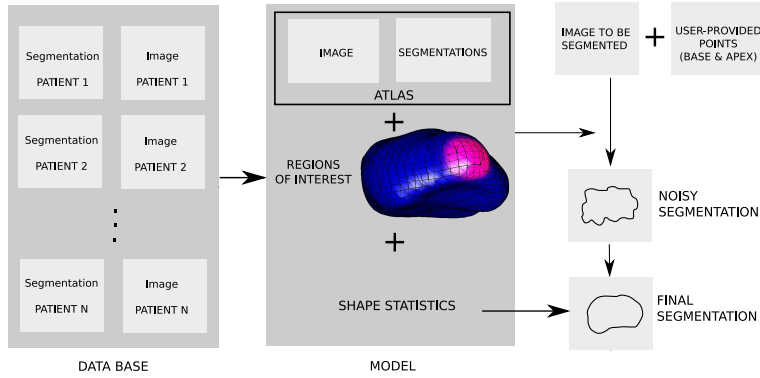 Segmentation
PATIENT 1
Image
PATIENT 1
Segmentation
PATIENT 2
Image
PATIENT 2
Segmentation
PATIENT N
Image
PATIENT N
DATA BASE
IMAGE
SEGMENTATIONS
ATLAS
+
REGIONS
OF INTEREST
+
SHAPE STATISTICS
MODEL
IMAGE TO BE
SEGMENTED
+
USER-PROVIDED
POINTS
(BASE & APEX)
NOISY
SEGMENTATION
FINAL
SEGMENTATION